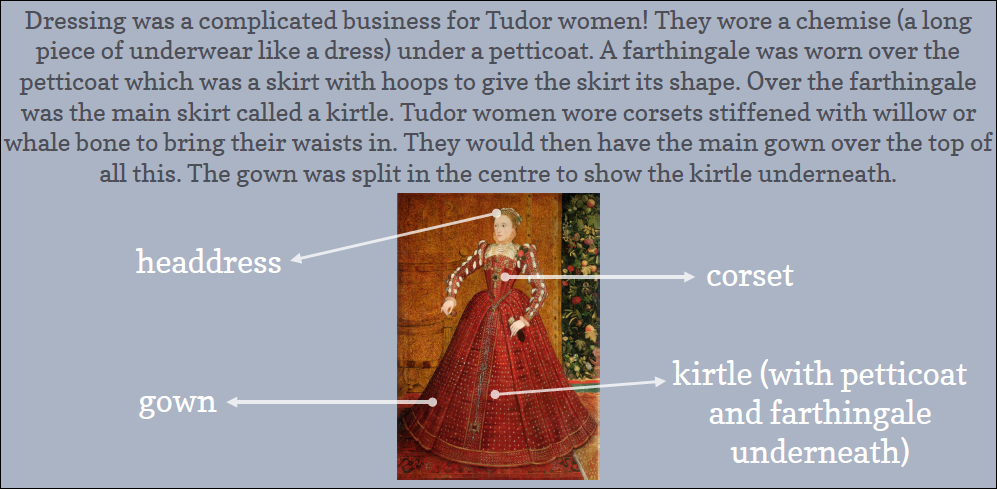 Dressing was a complicated business for Tudor women! They wore a chemise (a long
piece of underwear like a dress) under a petticoat. A farthingale was worn over the
petticoat which was a skirt with hoops to give the skirt its shape. Over the farthingale
was the main skirt called a kirtle. Tudor women wore corsets stiffened with willow or
whale bone to bring their waists in. They would then have the main gown over the top of
all this. The gown was split in the centre to show the kirtle underneath.
headdress
corset
gown
kirtle (with petticoat
and farthingale
underneath)